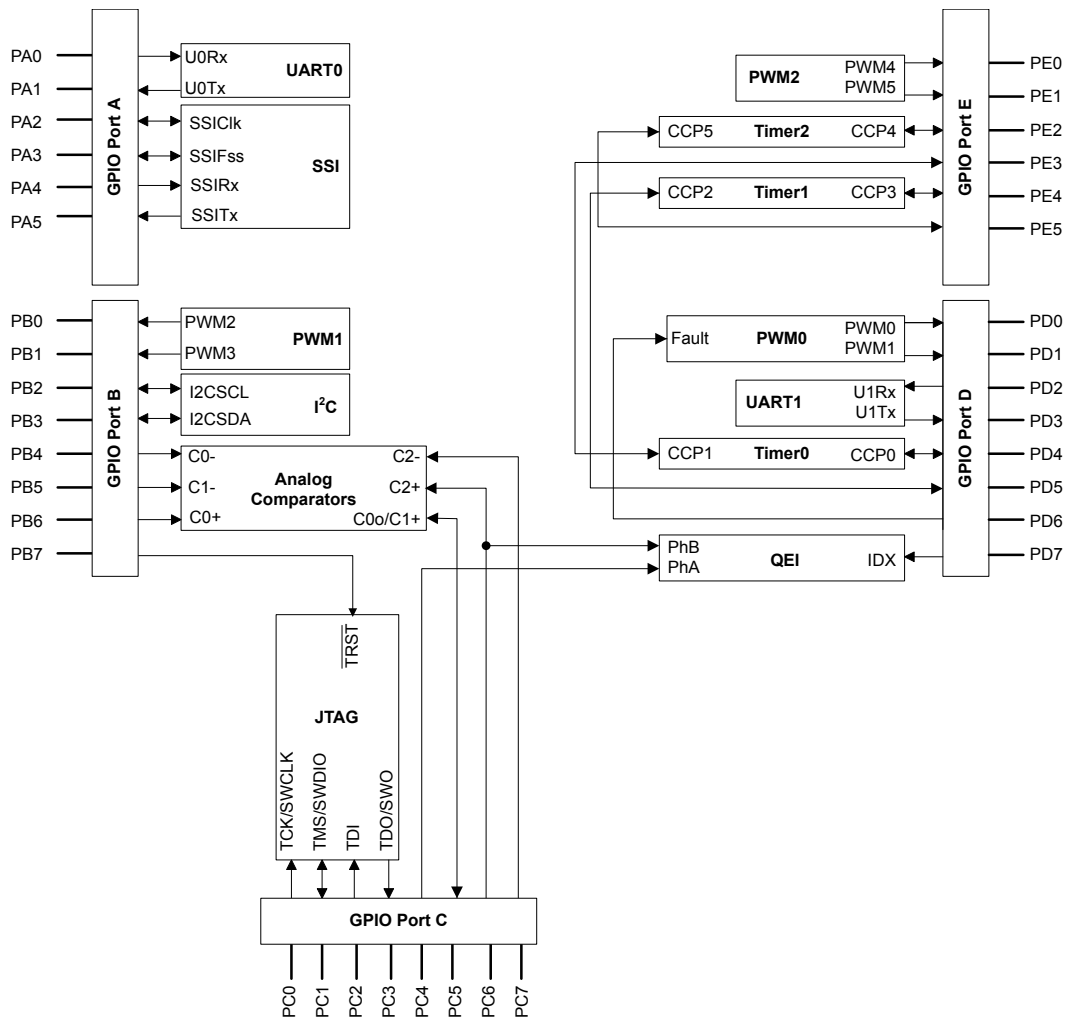 PA0
PA1
PA2
PA3
PA4
PA5
GPIO Port A
U0Rx
U0Tx
UART0
SSIClk
SSIFss
SSIRx
SSITx
SSI
PB0
PB1
PB2
PB3
PB4
PB5
PB6
PB7
GPIO Port B
PWM2
PWM3
PWM1
I2CSCL
I2CSDA
I²C
C0-
C1-
C0+
Analog
Comparators
C2-
C2+
C0o/C1+
TRST
JTAG
TCK/SWCLK
TMS/SWDIO
TDI
TDO/SWO
GPIO Port C
PC0
PC1
PC2
PC3
PC4
PC5
PC6
PC7
PWM2
PWM4
PWM5
CCP5 Timer2 CCP4
CCP2 Timer1 CCP3
GPIO Port E
PE0
PE1
PE2
PE3
PE4
PE5
Fault
PWM0
PWM0
PWM1
UART1
U1Rx
U1Tx
CCP1 Timer0 CCP0
PhB
PhA
QEI
IDX
GPIO Port D
PD0
PD1
PD2
PD3
PD4
PD5
PD6
PD7